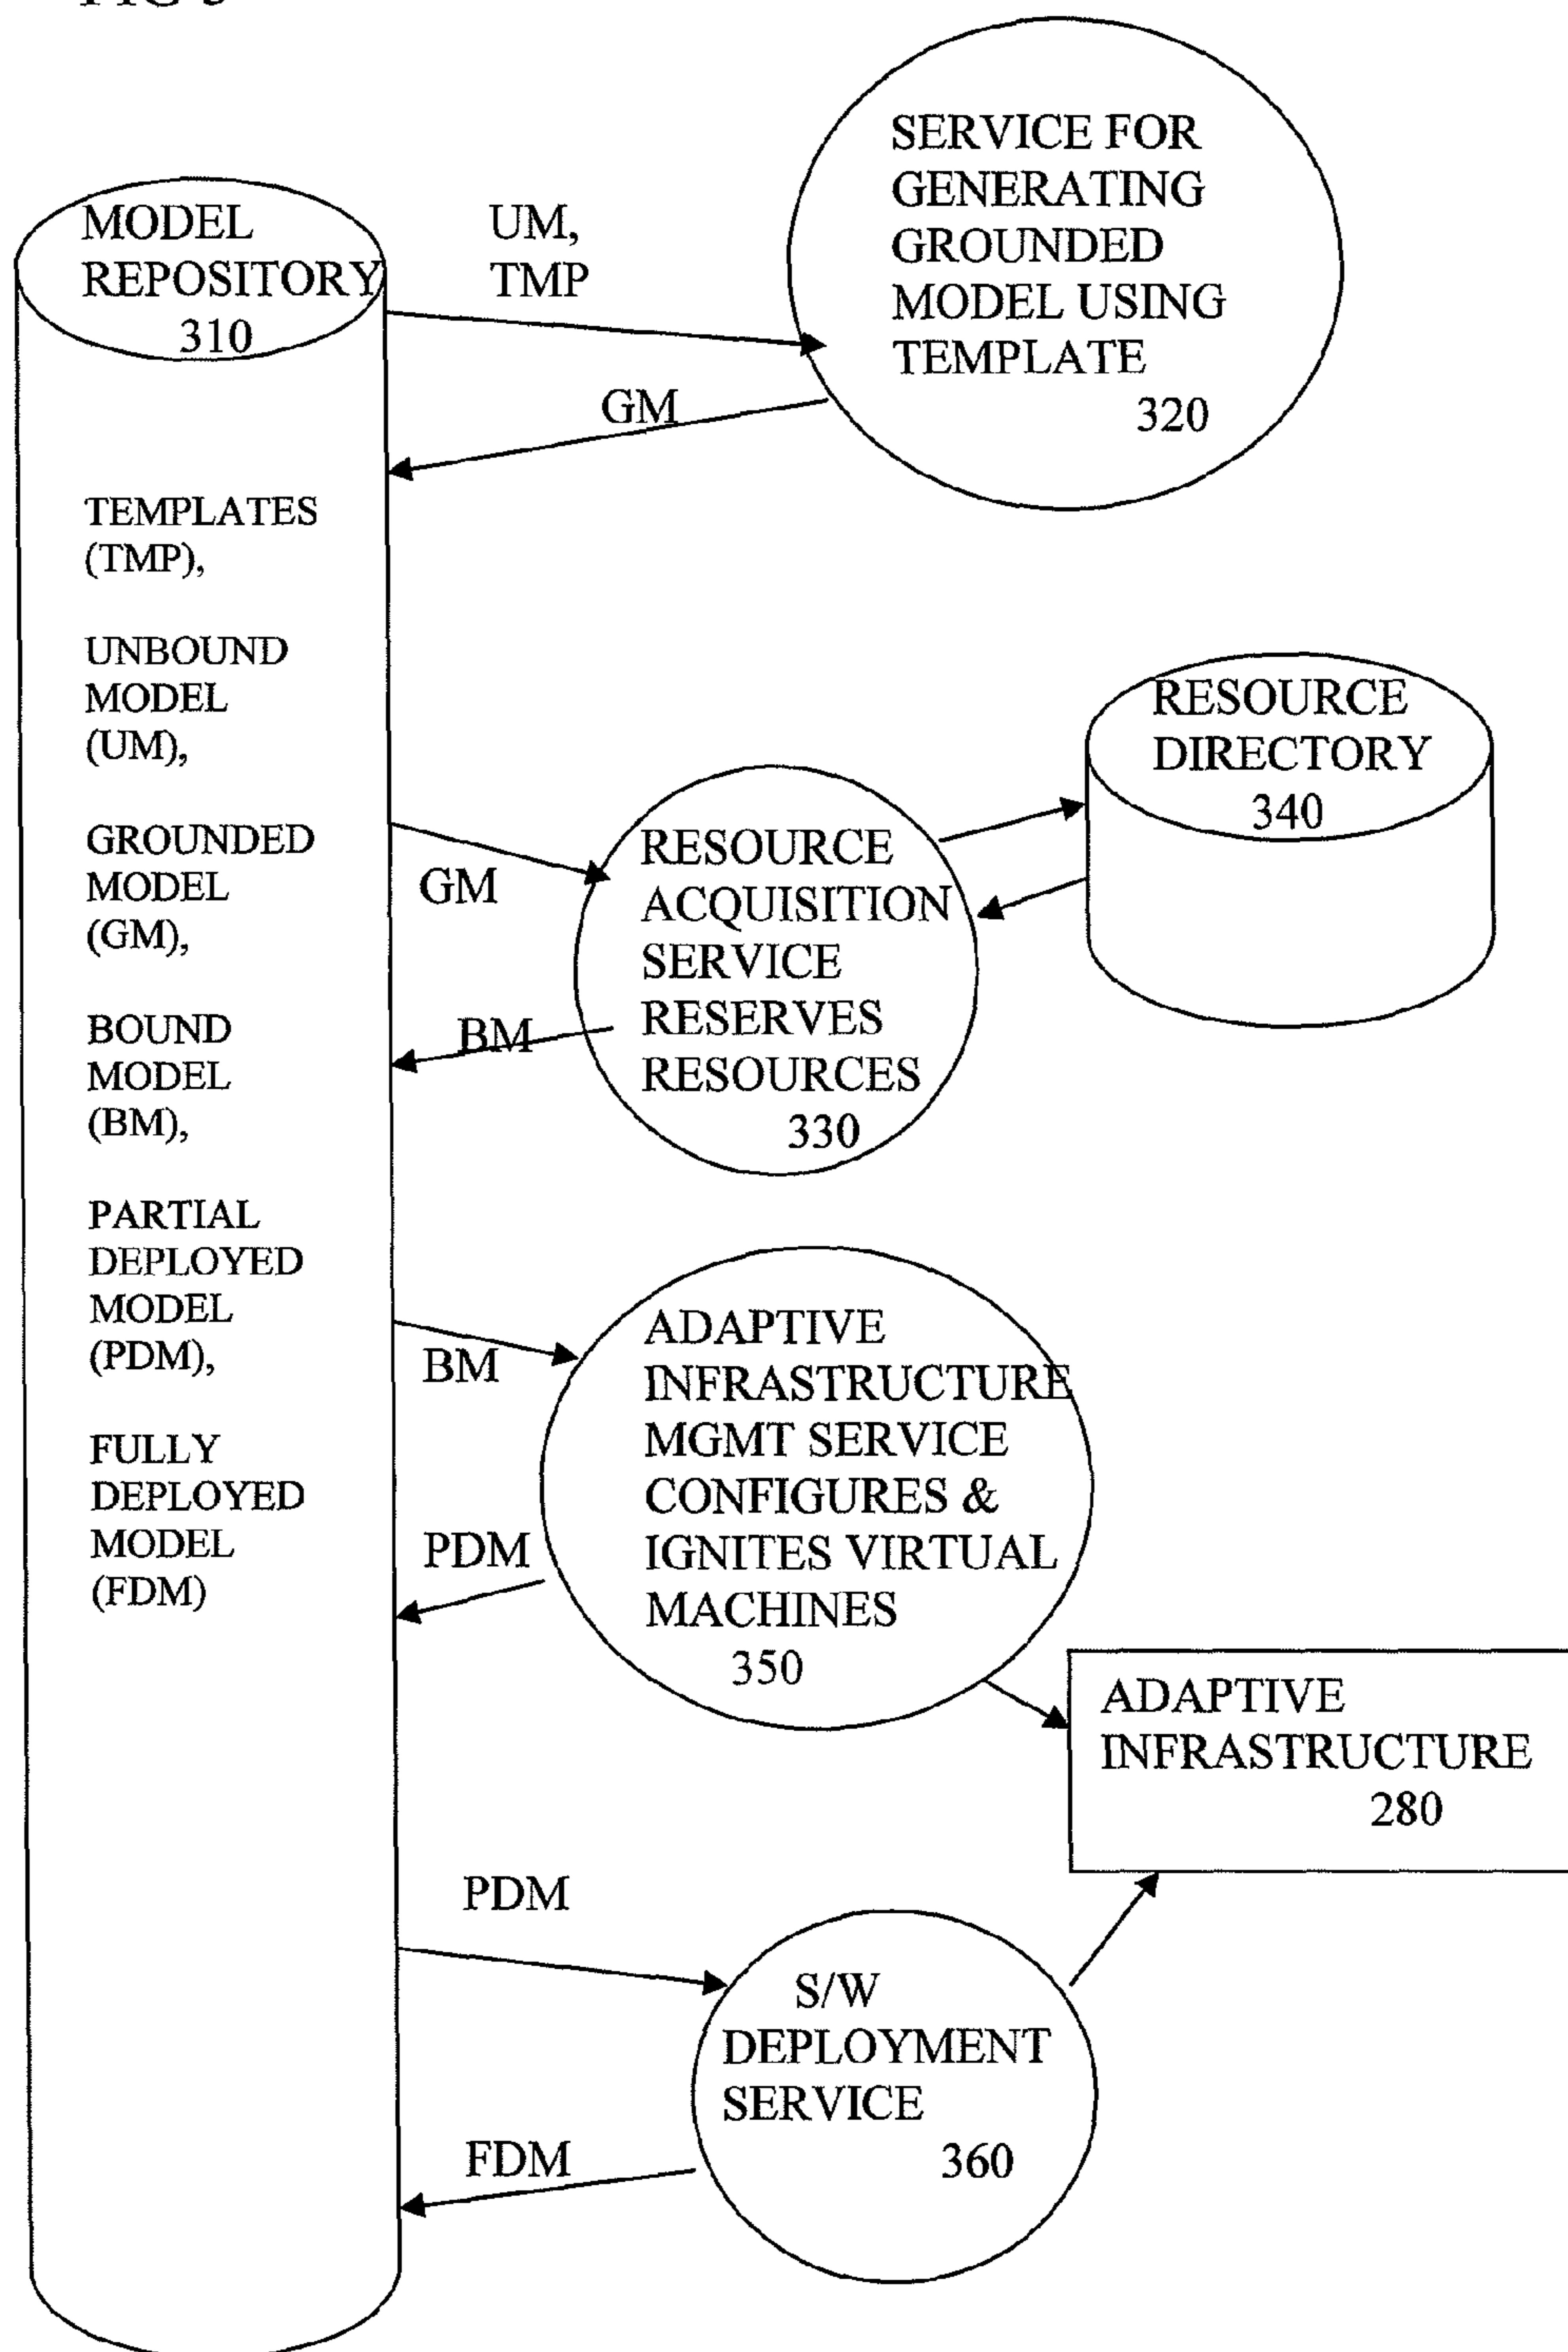 MODEL
REPOSITORY
310
UM,
TMP
SERVICE FOR
GENERATING
GROUNDED
MODEL USING
TEMPLATE
320
GM
TEMPLATES
(TMP),
UNBOUND
MODEL
(UM),
GROUNDED
MODEL
(GM),
BOUND
MODEL
(BM),
PARTIAL
DEPLOYED
MODEL
(PDM),
FULLY
DEPLOYED
MODEL
(FDM)
GM
RESOURCE
ACQUISITION
SERVICE
RESERVES
RESOURCES
330
BM
RESOURCE
DIRECTORY
340
BM
ADAPTIVE
INFRASTRUCTURE
MGMT SERVICE
CONFIGURES &
IGNITES VIRTUAL
MACHINES
350
PDM
ADAPTIVE
INFRASTRUCTURE
280
PDM
S/W
DEPLOYMENT
SERVICE
360
FDM